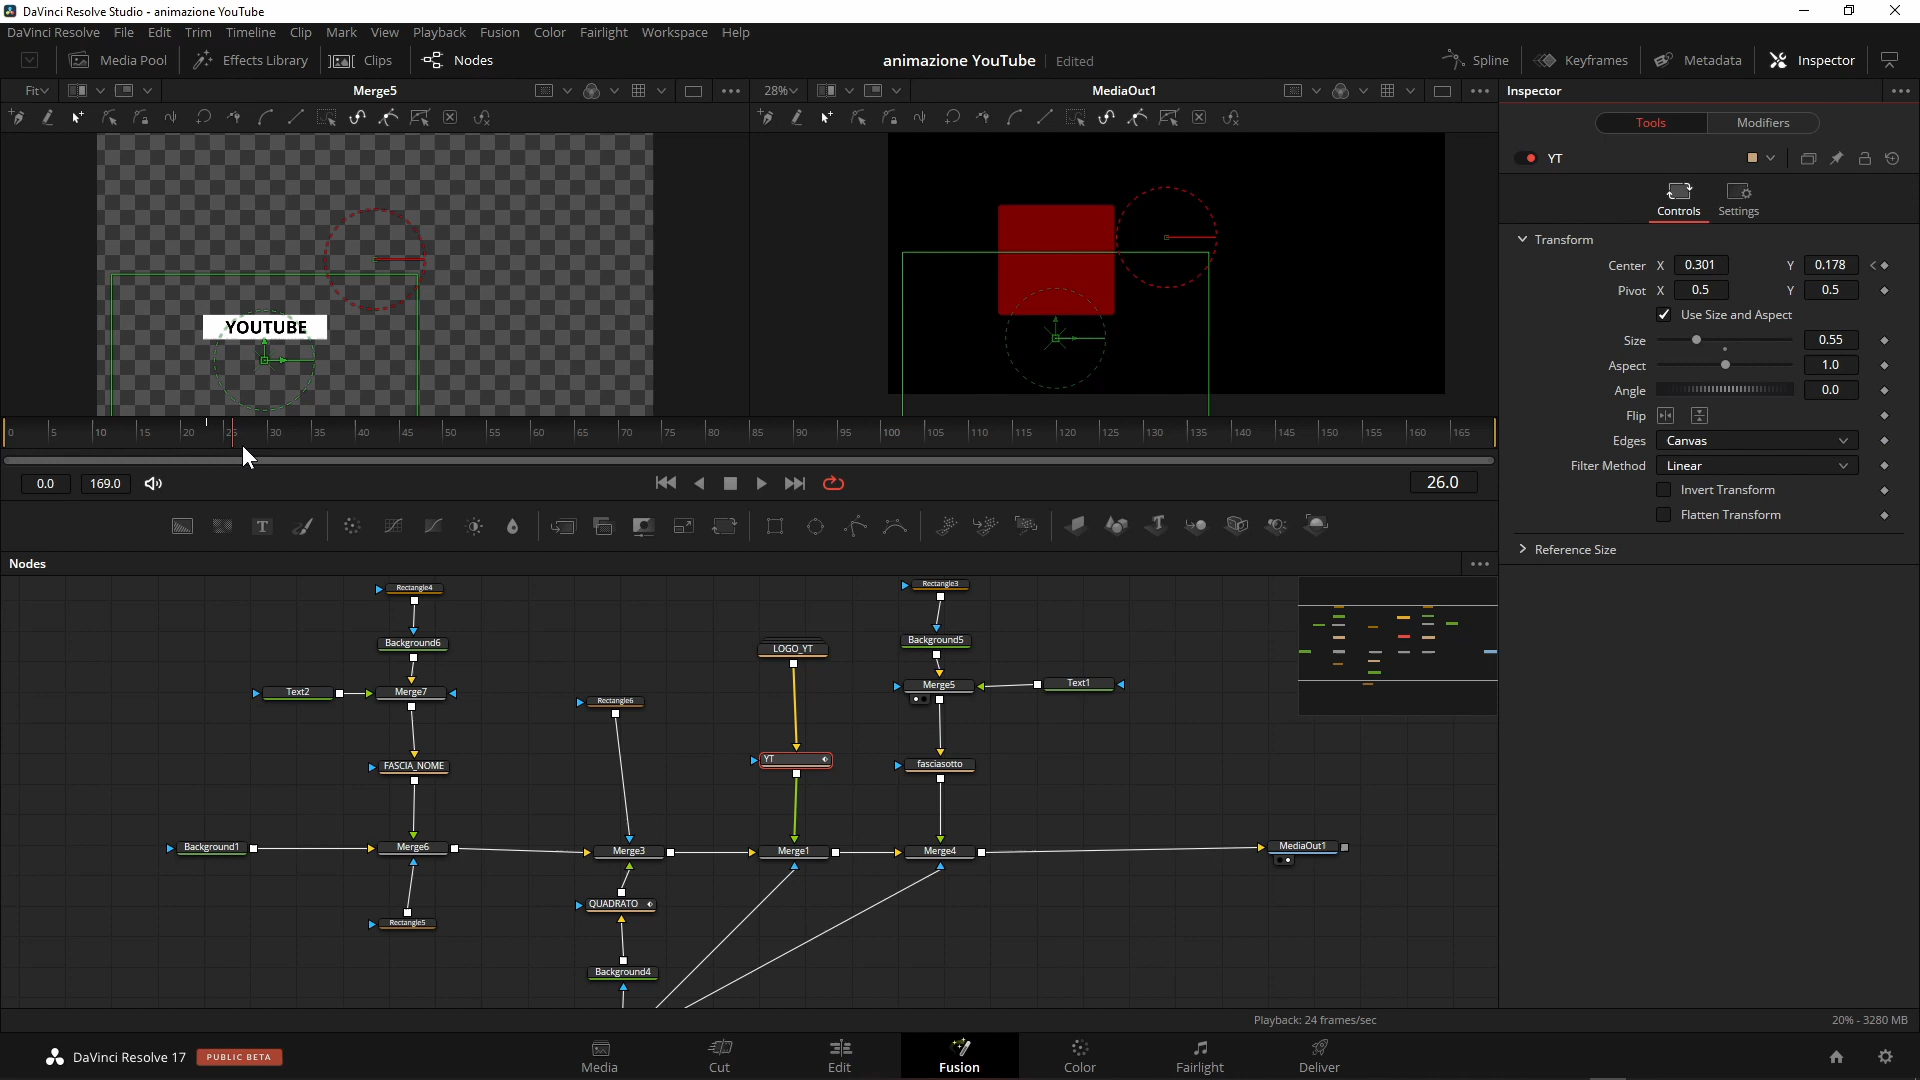 DaVinci Resolve Studio - animazione YouTube
DaVinci Resolve File Edit Trim Timeline Clip Mark View Playback Fusion Color Fairlight Workspace Help
Media Pool Effects Library Clips Nodes animazione YouTube Edited Spline Keyframes Metadata Inspector
Fit Merge5 28% MediaOut1 Inspector
Tools Modifiers
YT
Controls Settings
Transform
Center X 0.301 Y 0.178
Pivot X 0.5 Y 0.5
Use Size and Aspect
Size 0.55
Aspect 1.0
Angle 0.0
Flip
Edges Canvas
Filter Method Linear
Invert Transform
Flatten Transform
Reference Size
YOUTUBE
0 5 10 15 20 25 30 35 40 45 50 55 60 65 70 75 80 85 90 95 100 105 110 115 120 125 130 135 140 145 150 155 160 165
0.0 169.0 26.0
Nodes
Rectangle4 Rectangle3
Background6 LOGO_YT Background5
Text2 Merge7 Rectangle6 Merge5 Text1
FASCIA_NOME YT fasciasotto
Background1 Merge6 Merge3 Merge1 Merge4 MediaOut1
Rectangle5 QUADRATO
Background4
Playback: 24 frames/sec 20% - 3280 MB
DaVinci Resolve 17 PUBLIC BETA Media Cut Edit Fusion Color Fairlight Deliver